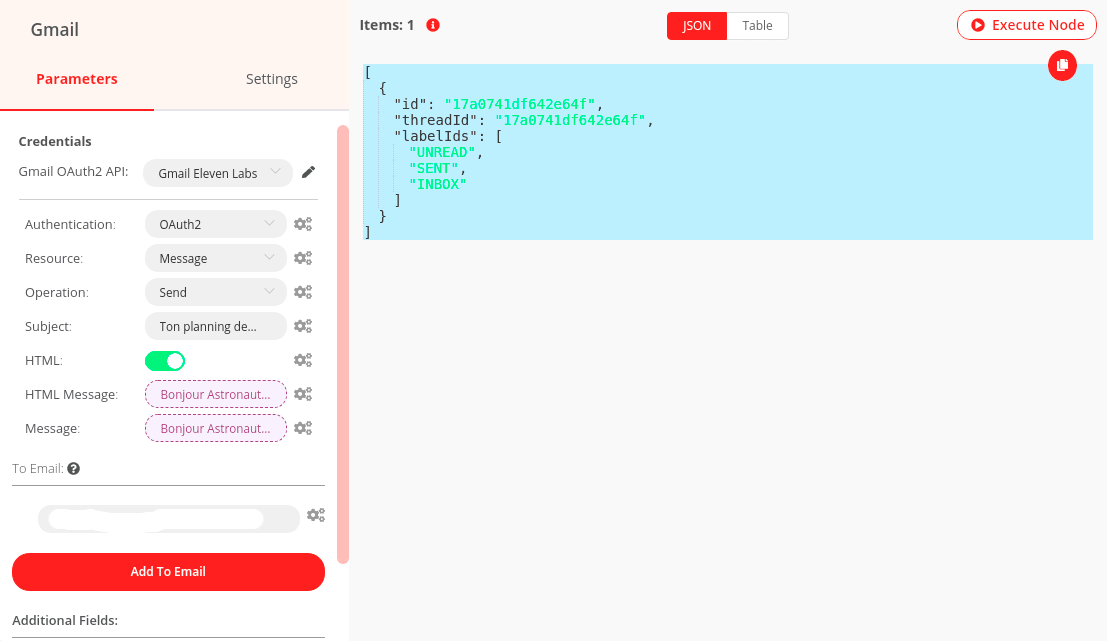 Gmail
Parameters
Settings
Credentials
Gmail OAuth2 API:
Gmail Eleven Labs
Authentication:
OAuth2
Resource:
Message
Operation:
Send
Subject:
Ton planning de...
HTML:
HTML Message:
Bonjour Astronaut...
Message:
Bonjour Astronaut...
To Email:
Add To Email
Additional Fields:
Items: 1
JSON
Table
Execute Node
[
{
"id": "17a0741df642e64f",
"threadId": "17a0741df642e64f",
"labelIds": [
"UNREAD",
"SENT",
"INBOX"
]
}
]